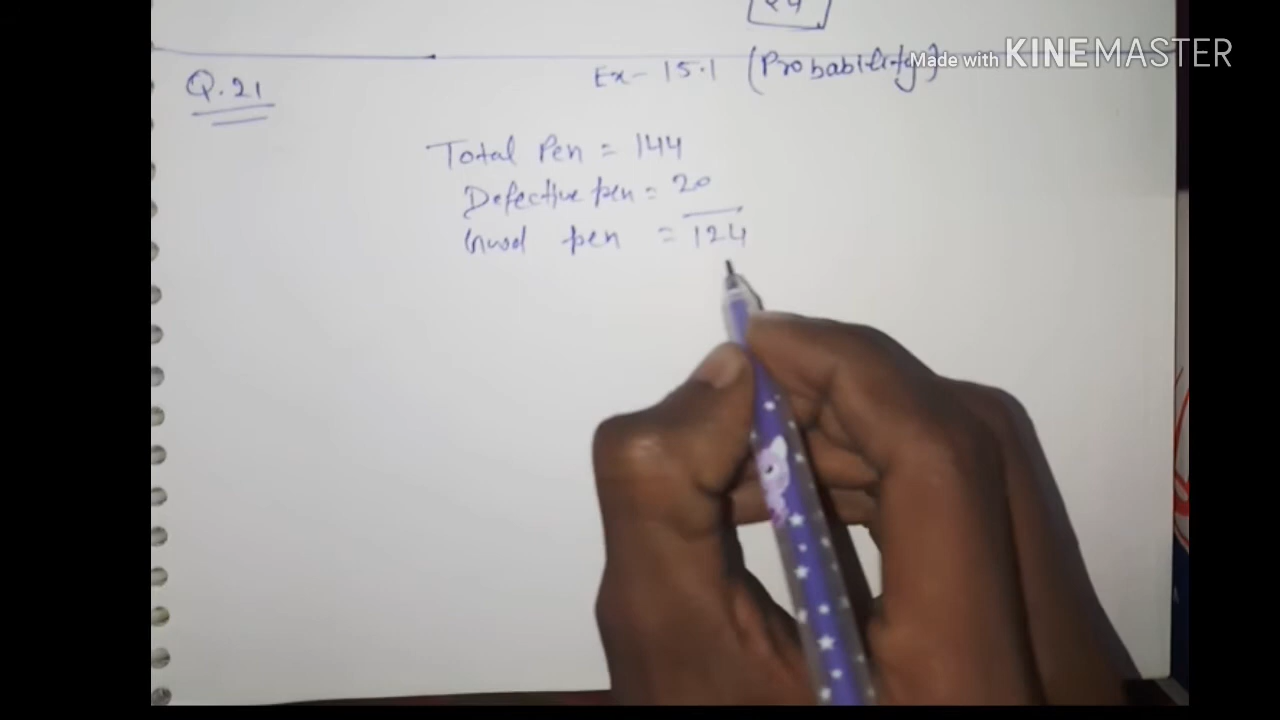 Made with KINEMASTER
Q.21
Ex-15.1 (Probability)
Total Pen = 144
Defective pen = 20
Good pen = 124